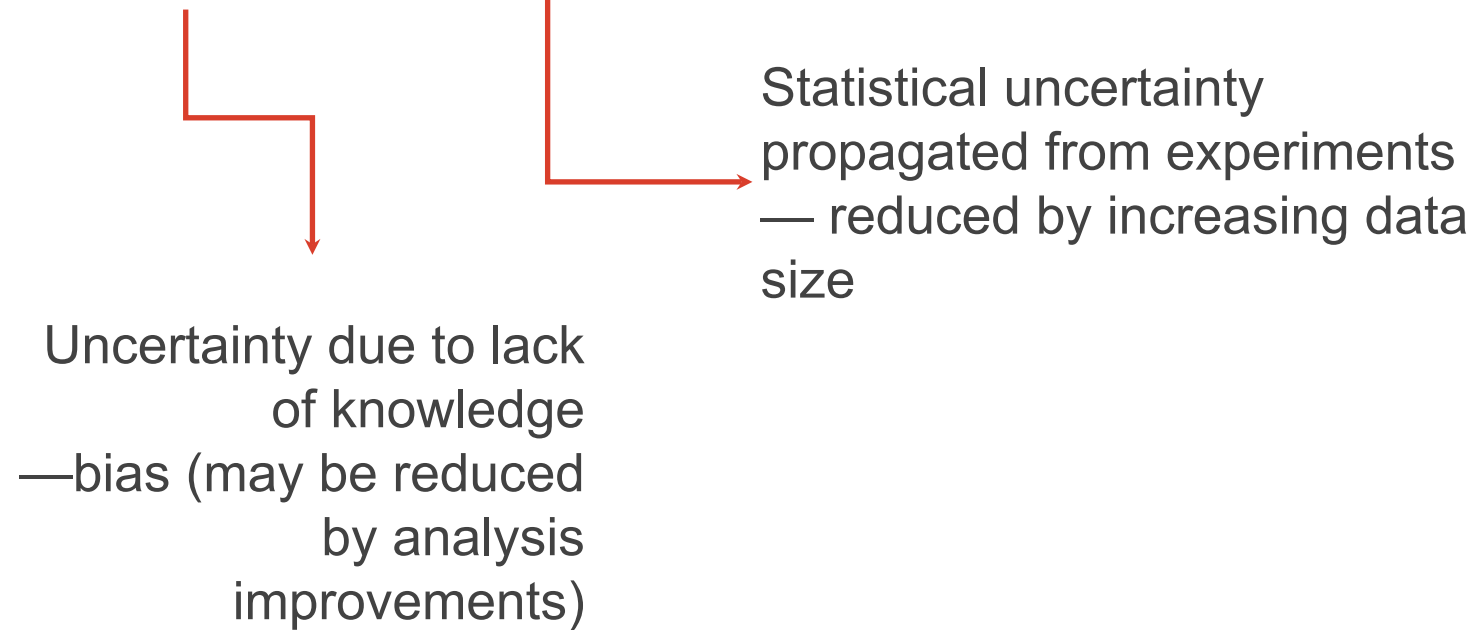 Statistical uncertainty
propagated from experiments
— reduced by increasing data
size
Uncertainty due to lack
of knowledge
—bias (may be reduced
by analysis
improvements)